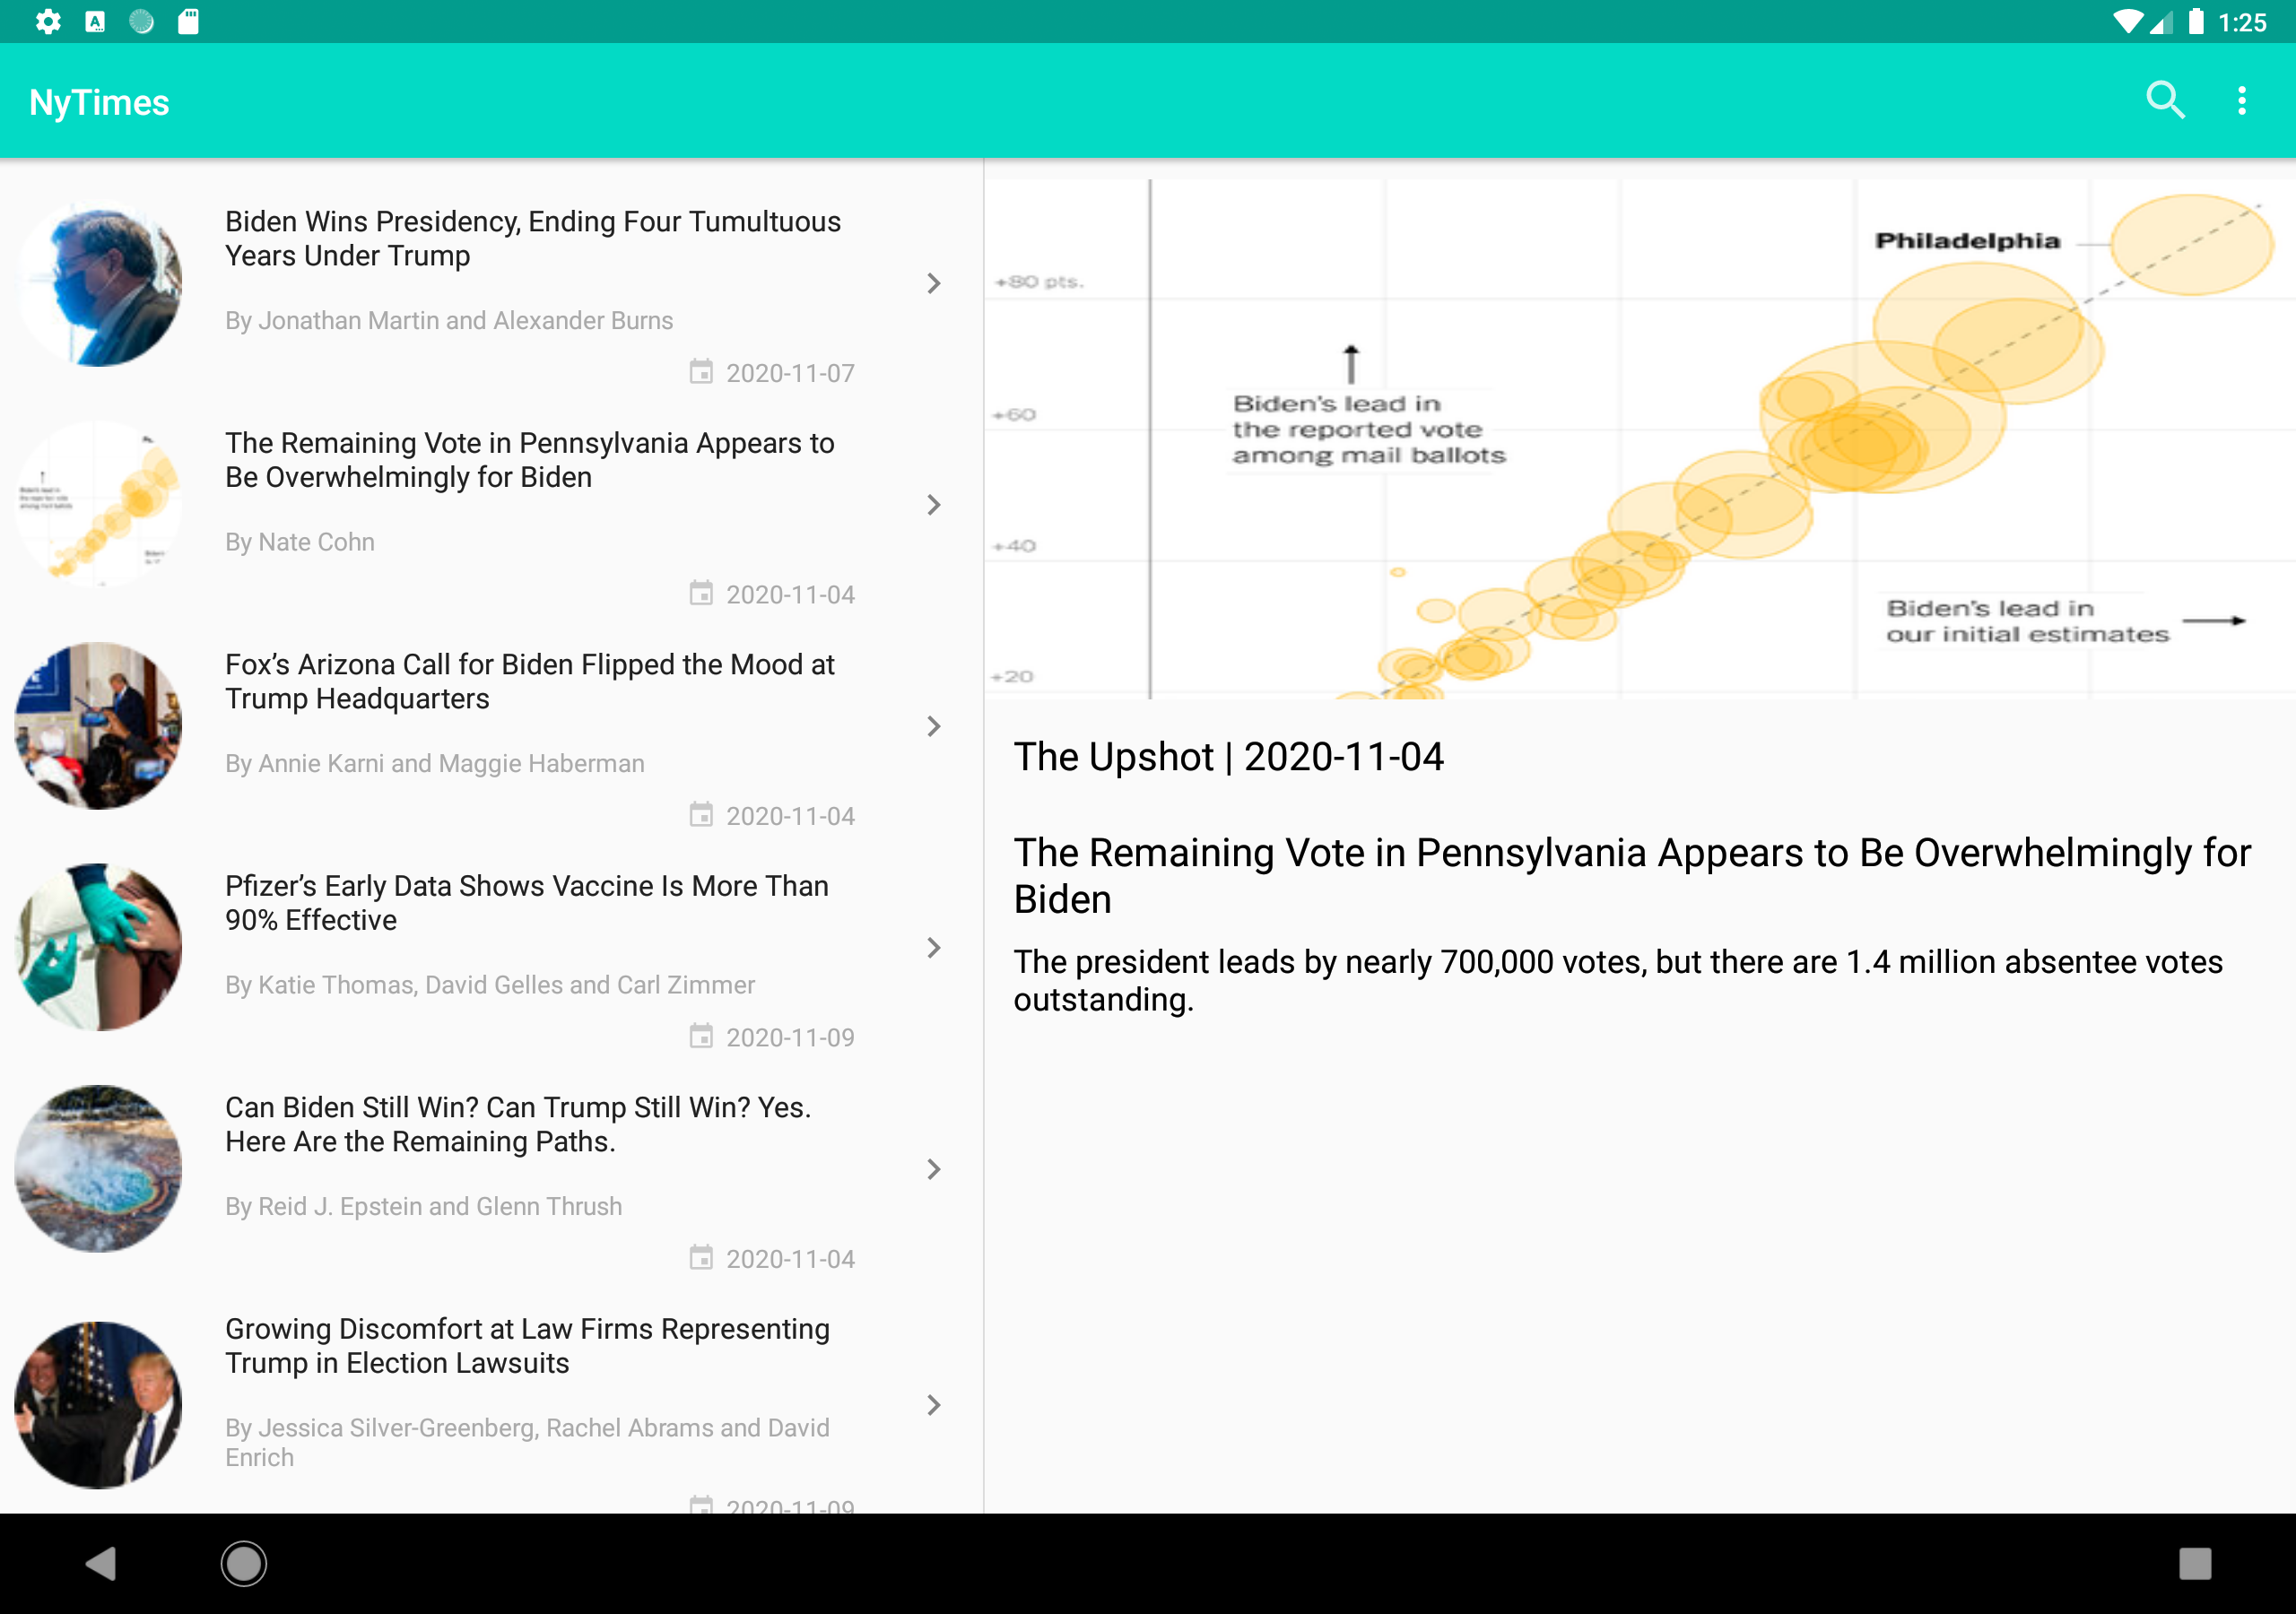 1:25
NyTimes
Biden Wins Presidency, Ending Four Tumultuous
Years Under Trump
By Jonathan Martin and Alexander Burns
2020-11-07
The Remaining Vote in Pennsylvania Appears to
Be Overwhelmingly for Biden
By Nate Cohn
2020-11-04
Fox’s Arizona Call for Biden Flipped the Mood at
Trump Headquarters
By Annie Karni and Maggie Haberman
2020-11-04
Pfizer’s Early Data Shows Vaccine Is More Than
90% Effective
By Katie Thomas, David Gelles and Carl Zimmer
2020-11-09
Can Biden Still Win? Can Trump Still Win? Yes.
Here Are the Remaining Paths.
By Reid J. Epstein and Glenn Thrush
2020-11-04
Growing Discomfort at Law Firms Representing
Trump in Election Lawsuits
By Jessica Silver-Greenberg, Rachel Abrams and David
Enrich
2020-11-09
Philadelphia
+80 pts.
+60
Biden’s lead in
the reported vote
among mail ballots
+40
Biden’s lead in
our initial estimates
+20
The Upshot | 2020-11-04
The Remaining Vote in Pennsylvania Appears to Be Overwhelmingly for
Biden
The president leads by nearly 700,000 votes, but there are 1.4 million absentee votes
outstanding.